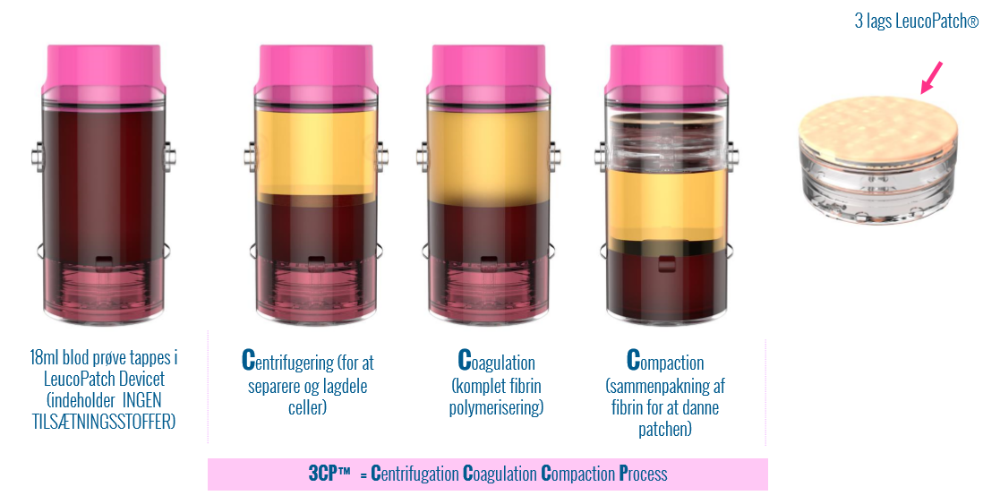 3 lags LeucoPatch®
18ml blod prøve tappes i
LeucoPatch Devicet
(indeholder INGEN
TILSÆTNINGSSTOFFER)
Centrifugering (for at
separere og lagdele
celler)
Coagulation
(komplet fibrin
polymerisering)
Compaction
(sammenpakning af
fibrin for at danne
patchen)
3CP™ = Centrifugation Coagulation Compaction Process